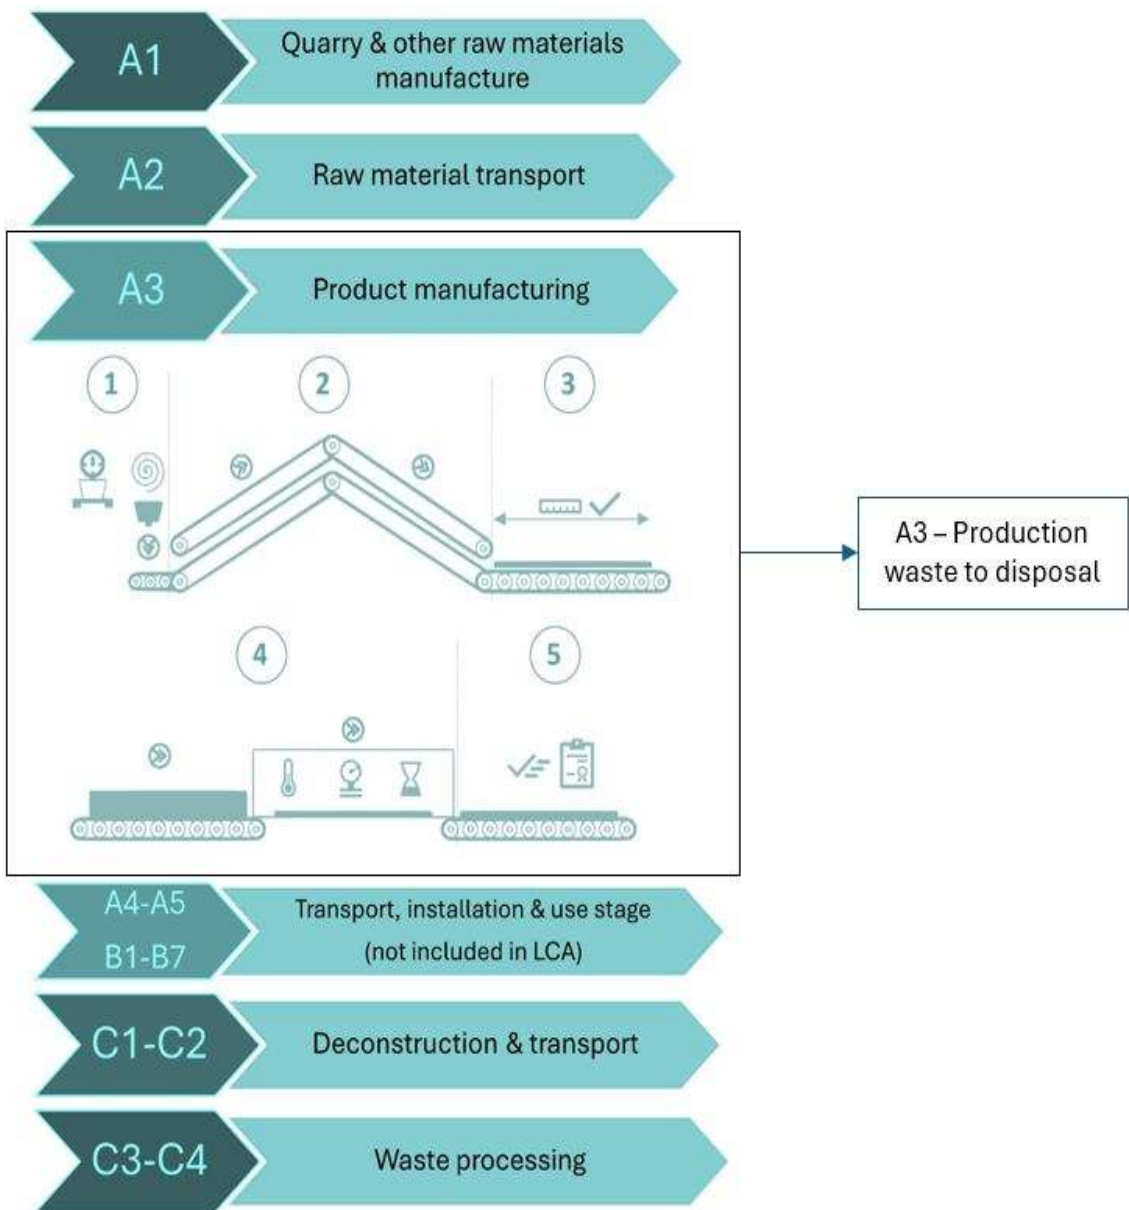 A1
Quarry & other raw materials
manufacture
A2
Raw material transport
A3
Product manufacturing
1
2
3
A3 – Production
waste to disposal
4
5
A4-A5
B1-B7
Transport, installation & use stage
(not included in LCA)
C1-C2
Deconstruction & transport
C3-C4
Waste processing